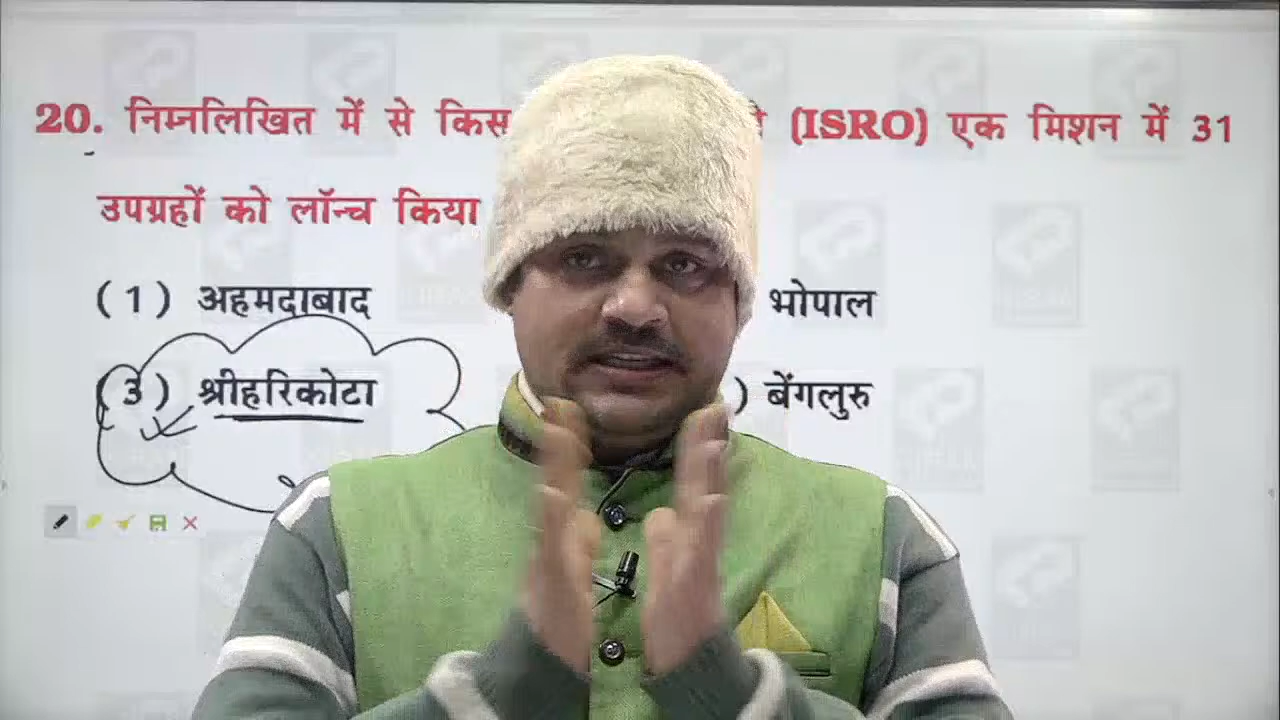 20. निम्नलिखित में से किस (ISRO) एक मिशन में 31
उपग्रहों को लॉन्च किया
(1) अहमदाबाद भोपाल
(3) श्रीहरिकोटा ) बेंगलुरु